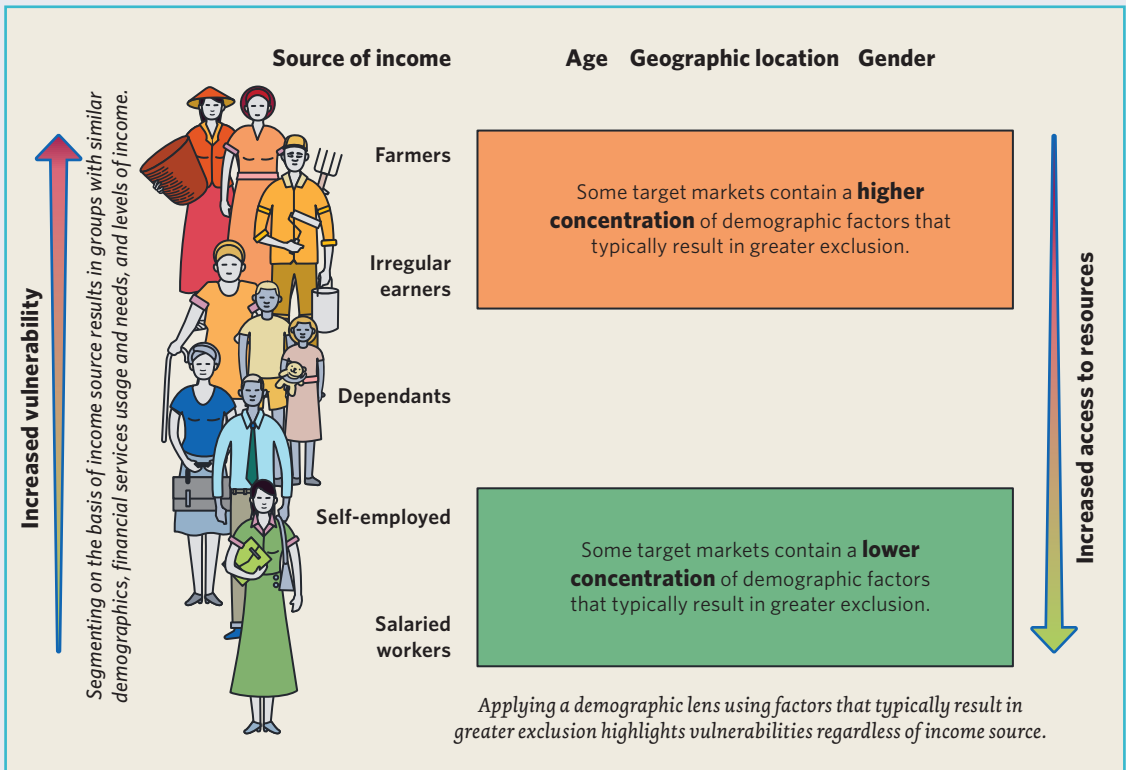 Source of income
Age Geographic location Gender
Increased vulnerability
Segmenting on the basis of income source results in groups with similar
demographics, financial services usage and needs, and levels of income.
Farmers
Irregular
earners
Dependants
Self-employed
Salaried
workers
Some target markets contain a higher
concentration of demographic factors that
typically result in greater exclusion.
Some target markets contain a lower
concentration of demographic factors
that typically result in greater exclusion.
Increased access to resources
Applying a demographic lens using factors that typically result in
greater exclusion highlights vulnerabilities regardless of income source.